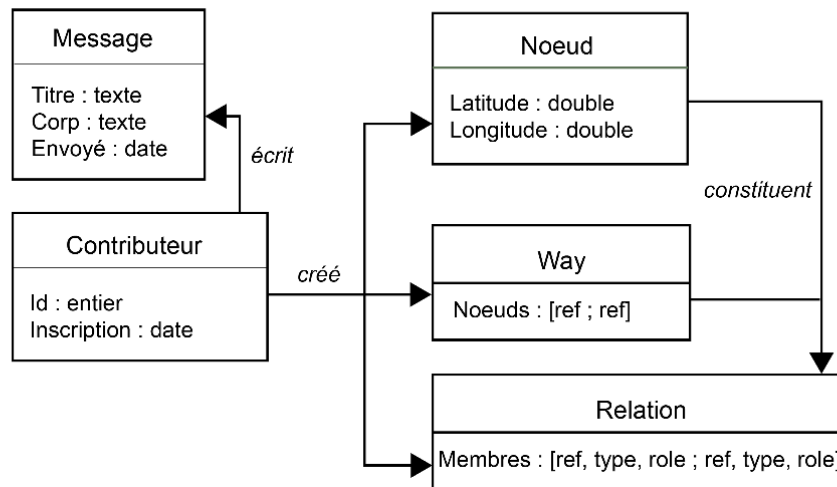 Message
Titre : texte
Corp : texte
Envoyé : date
écrit
Contributeur
Id : entier
Inscription : date
créé
Noeud
Latitude : double
Longitude : double
constituent
Way
Noeuds : [ref ; ref]
Relation
Membres : [ref, type, role ; ref, type, role]